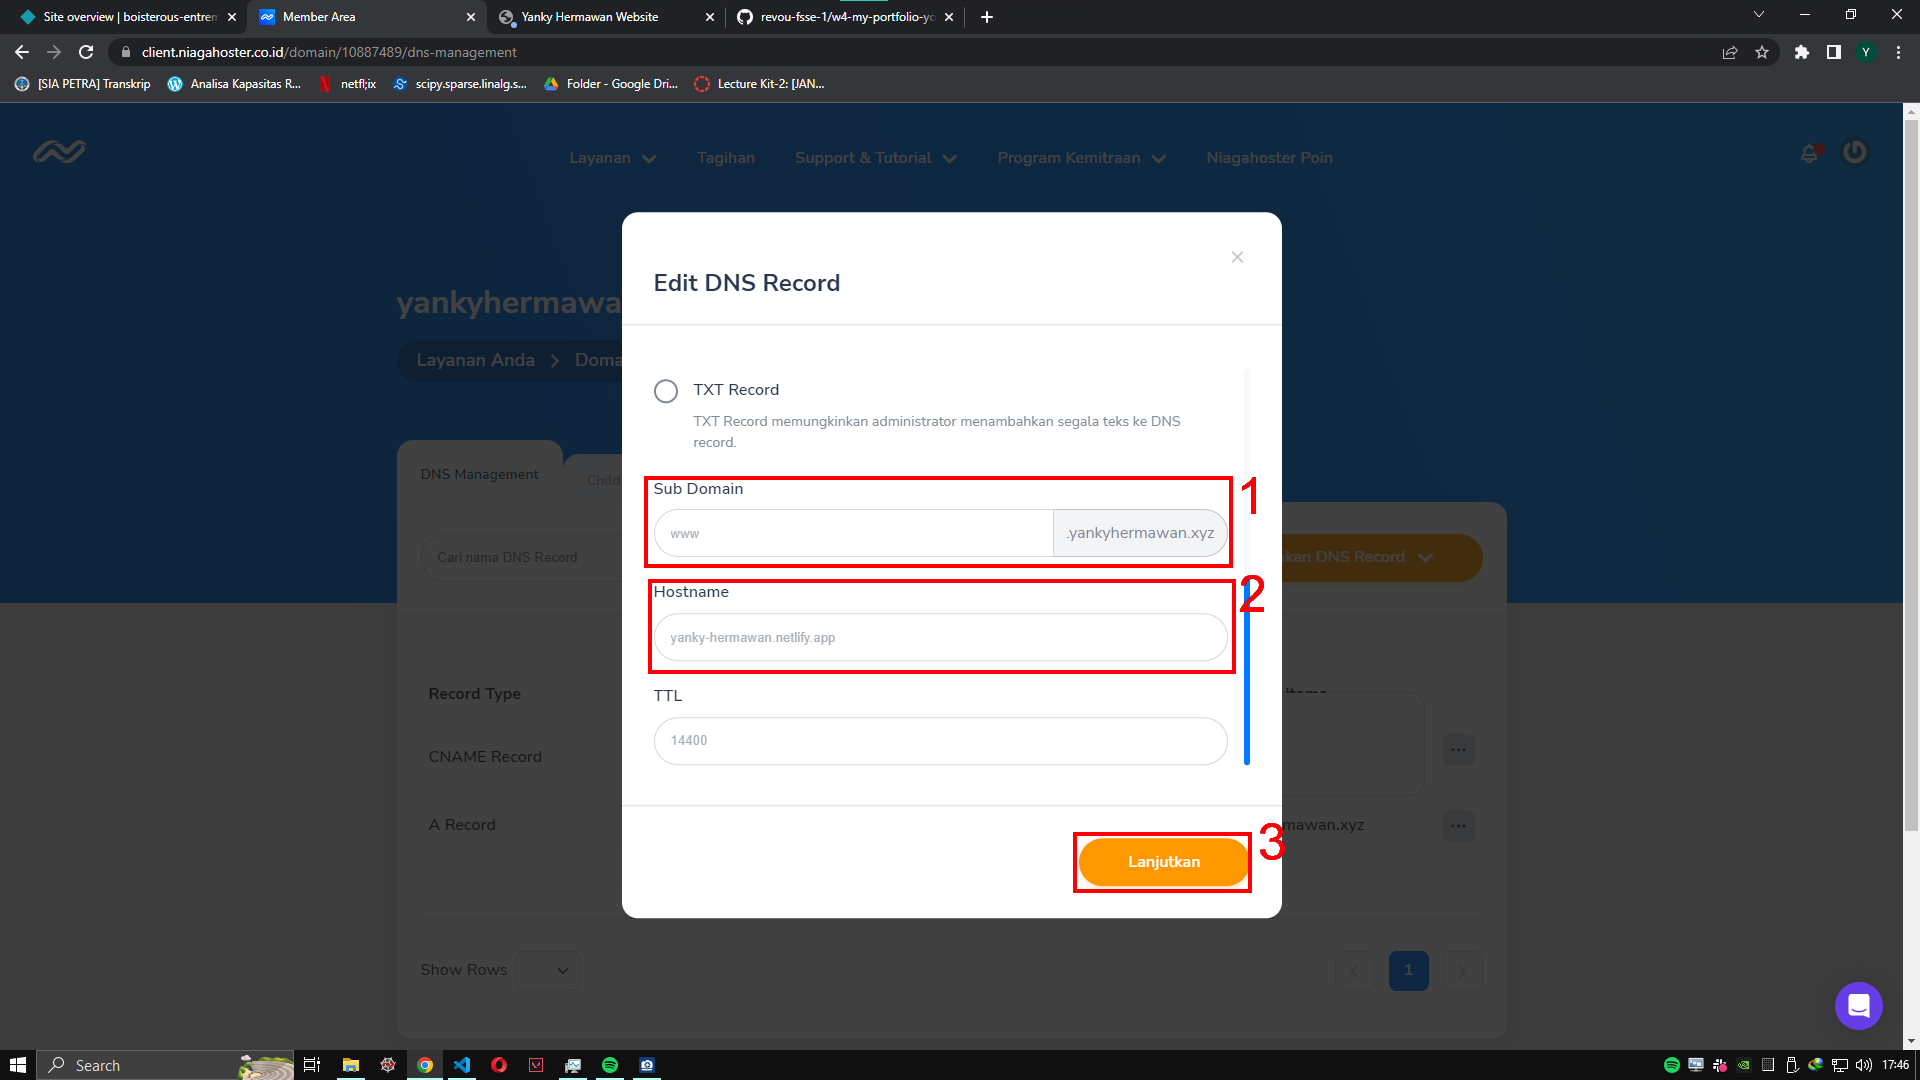 Site overview | boisterous-entrem
Member Area
Yanky Hermawan Website
revou-fsse-1/w4-my-portfolio-yo
client.niagahoster.co.id/domain/10887489/dns-management
Y
[SIA PETRA] Transkrip
Analisa Kapasitas R...
netfl;ix
scipy.sparse.linalg.s...
Folder - Google Dri...
Lecture Kit-2: [JAN...
Layanan
Tagihan
Support & Tutorial
Program Kemitraan
Niagahoster Poin
yankyhermawa
Layanan Anda > Doma
Edit DNS Record
TXT Record
TXT Record memungkinkan administrator menambahkan segala teks ke DNS
record.
DNS Management
Child
Sub Domain
1
www
.yankyhermawan.xyz
Cari nama DNS Record
kan DNS Record
Hostname
2
yanky-hermawan.netlify.app
Record Type
TTL
14400
CNAME Record
A Record
mawan.xyz
Lanjutkan
3
Show Rows
1
Search
17:46